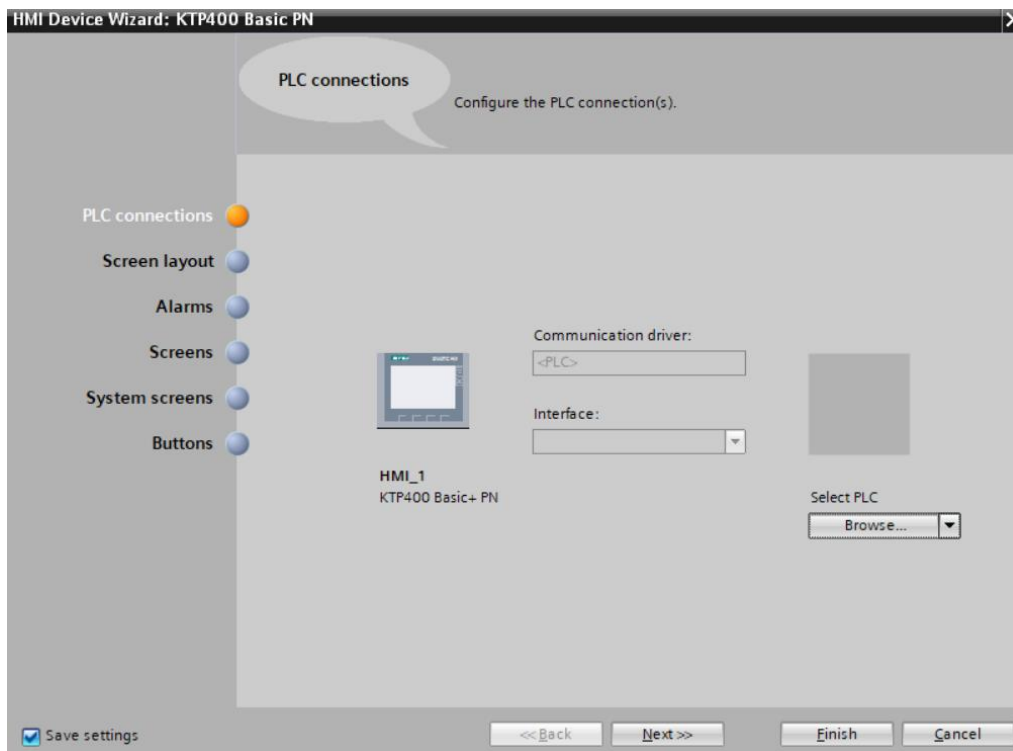 HMI Device Wizard: KTP400 Basic PN
PLC connections
Configure the PLC connection(s).
PLC connections
Screen layout
Alarms
Screens
System screens
Buttons
Communication driver:
<PLC>
Interface:
HMI_1
KTP400 Basic+ PN
Select PLC
Browse...
Save settings
<<Back
Next>>
Finish
Cancel